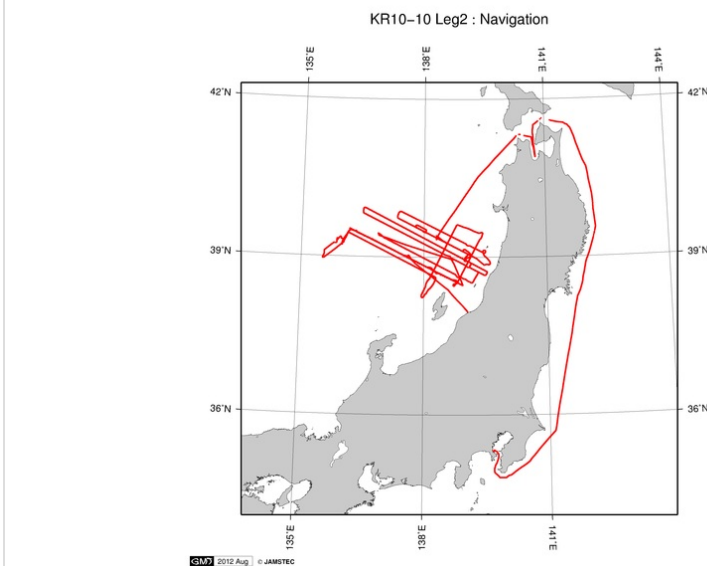 KR10−10 Leg2 : Navigation
135˚E 138˚E 141˚E 144˚E
42˚N 42˚N
39˚N 39˚N
36˚N 36˚N
135˚E 138˚E 141˚E
GMD 2012 Aug © JAMSTEC